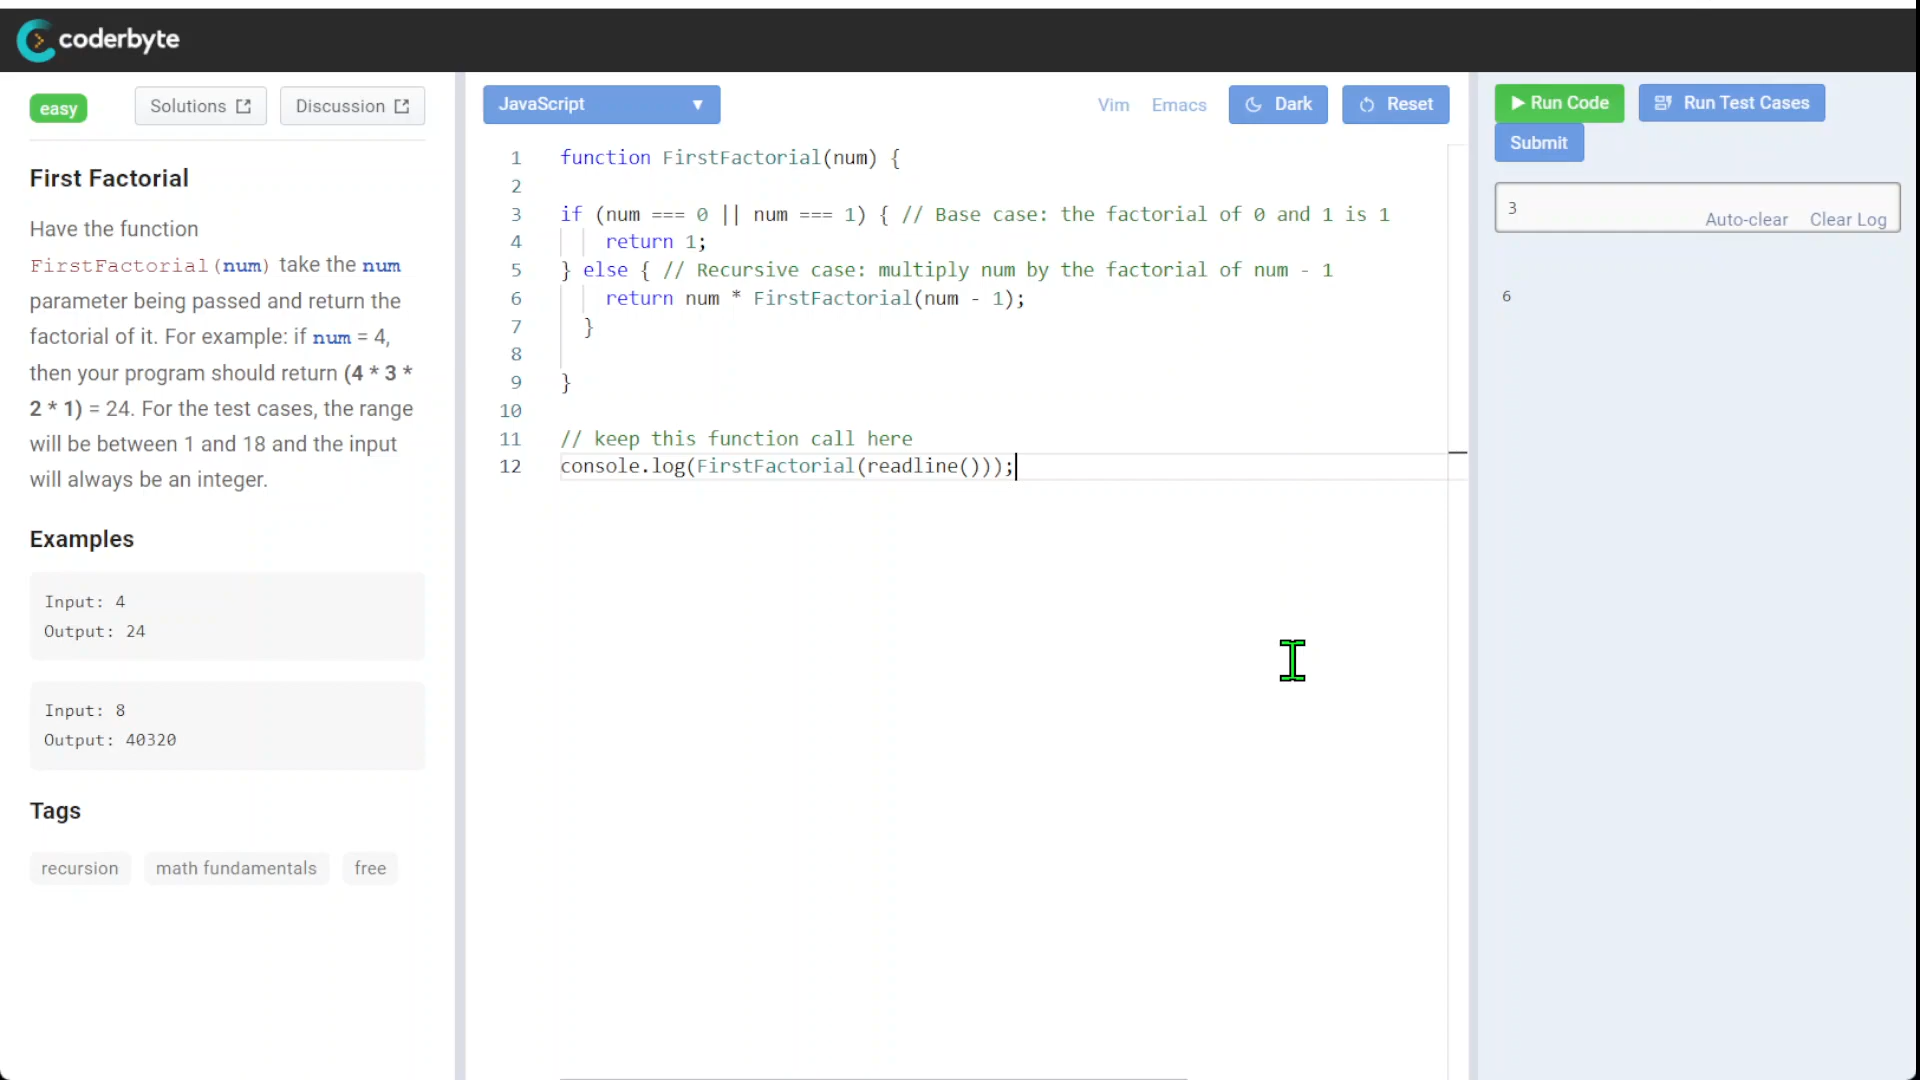 coderbyte
easy
Solutions
Discussion
First Factorial
Have the function
FirstFactorial(num) take the num
parameter being passed and return the
factorial of it. For example: if num = 4,
then your program should return (4 * 3 *
2 * 1) = 24. For the test cases, the range
will be between 1 and 18 and the input
will always be an integer.
Examples
Input: 4
Output: 24
Input: 8
Output: 40320
Tags
recursion
math fundamentals
free
JavaScript
Vim
Emacs
Dark
Reset
1 function FirstFactorial(num) {
2
3 if (num === 0 || num === 1) { // Base case: the factorial of 0 and 1 is 1
4 return 1;
5 } else { // Recursive case: multiply num by the factorial of num - 1
6 return num * FirstFactorial(num - 1);
7 }
8
9 }
10
11 // keep this function call here
12 console.log(FirstFactorial(readline()));
Run Code
Run Test Cases
Submit
3
Auto-clear
Clear Log
6